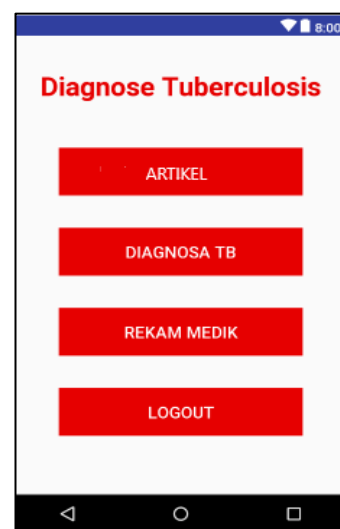 8:00
Diagnose Tuberculosis
ARTIKEL
DIAGNOSA TB
REKAM MEDIK
LOGOUT